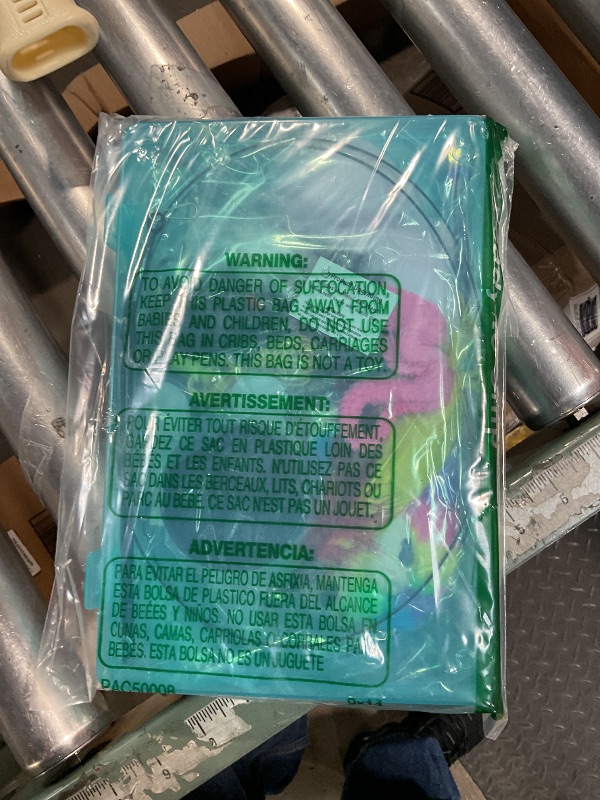 WARNING:
TO AVOID DANGER OF SUFFOCATION
KEEP THIS PLASTIC BAG AWAY FROM
BABIES AND CHILDREN. DO NOT USE
THIS BAG IN CRIBS, BEDS, CARRIAGES
OR PLAY PENS. THIS BAG IS NOT A TOY.
AVERTISSEMENT:
POUR ÉVITER TOUT RISQUE D'ÉTOUFFEMENT,
GARDEZ CE SAC EN PLASTIQUE LOIN DES
BÉBÉS ET LES ENFANTS. N'UTILISEZ PAS CE
SAC DANS LES BERCEAUX, LITS, CHARIOTS OU
PARC AU BÉBÉ. CE SAC N'EST PAS UN JOUET.
ADVERTENCIA:
PARA EVITAR EL PELIGRO DE ASFIXIA, MANTENGA
ESTA BOLSA DE PLASTICO FUERA DEL ALCANCE
DE BEÉES Y NIÑOS. NO USAR ESTA BOLSA EN
CUNAS, CAMAS, CAPRIOLAS O CORRALES PARA
BEBÉS. ESTA BOLSA NO ES UN JUGUETE
PAC50008